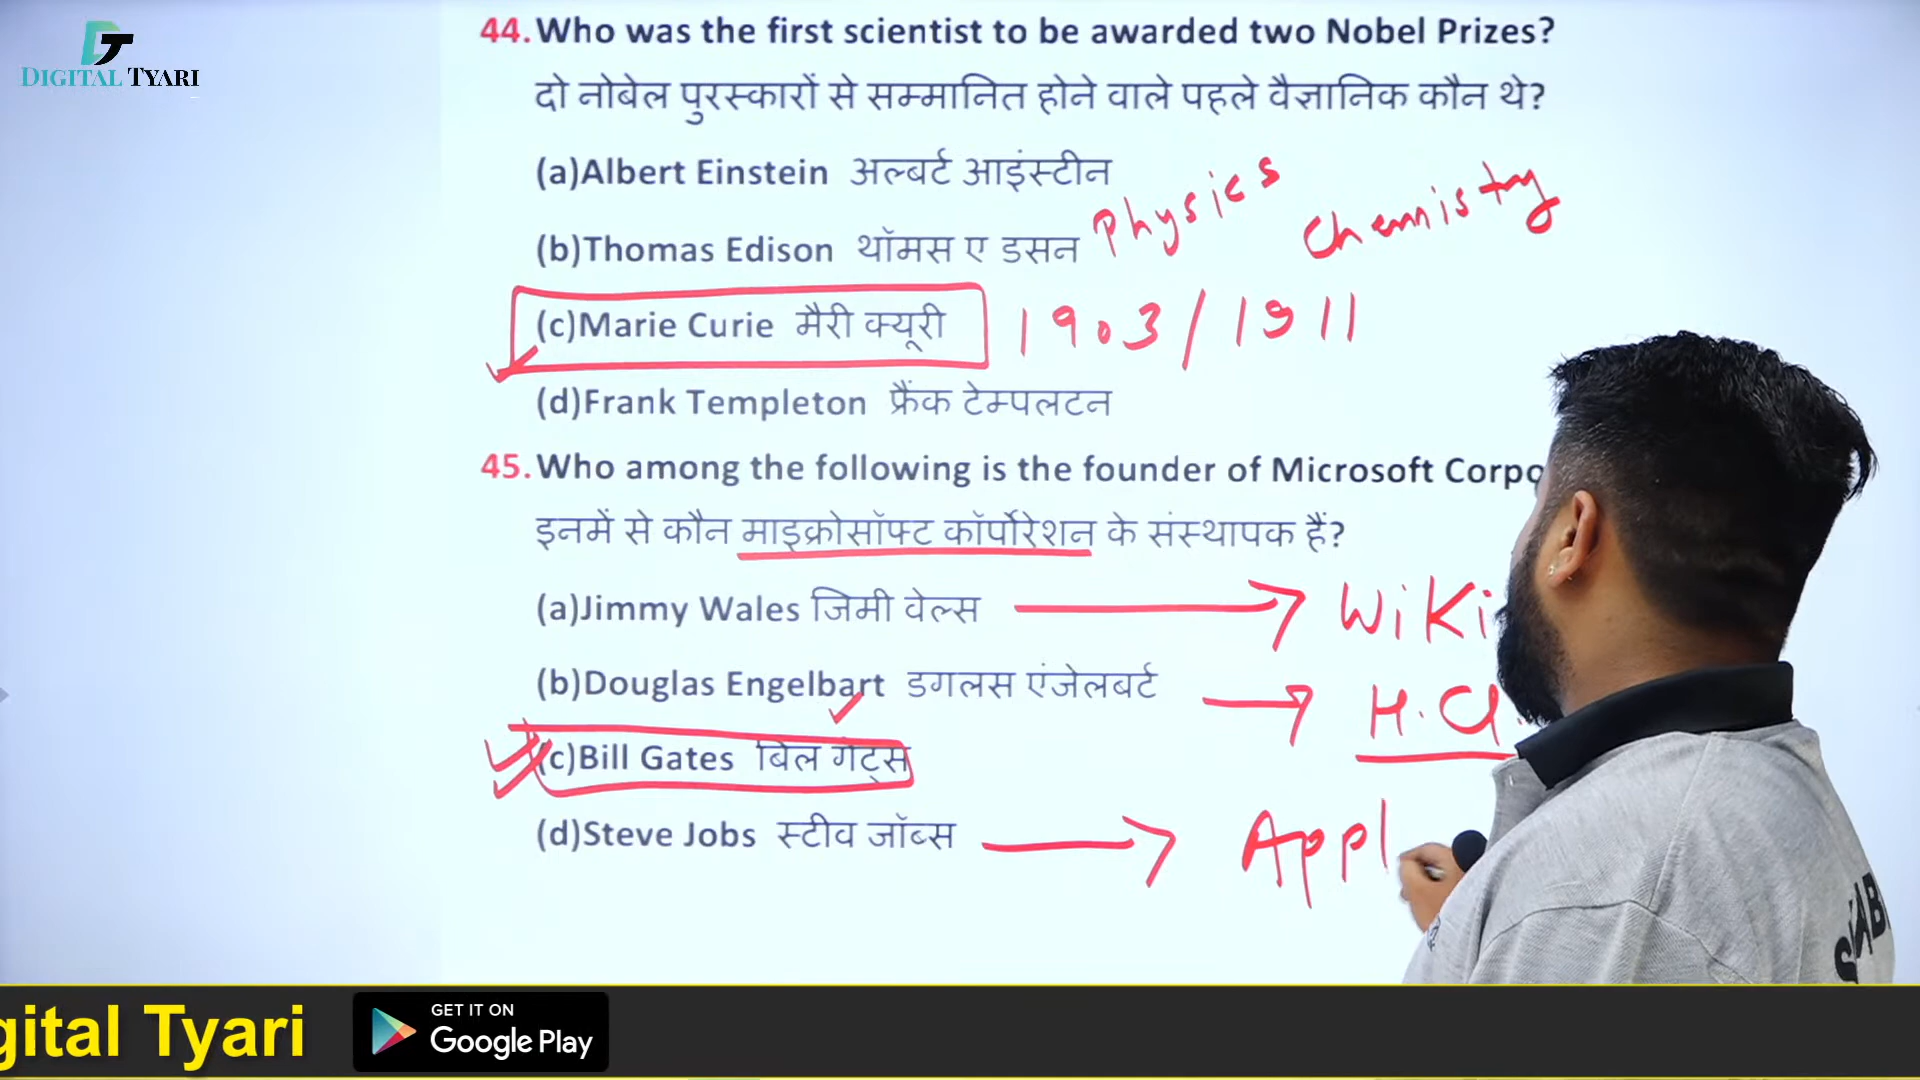 DIGITAL TYARI
44. Who was the first scientist to be awarded two Nobel Prizes?
दो नोबेल पुरस्कारों से सम्मानित होने वाले पहले वैज्ञानिक कौन थे?
(a)Albert Einstein अल्बर्ट आइंस्टीन
Physics Chemistry
(b)Thomas Edison थॉमस ए डसन
(c)Marie Curie मैरी क्यूरी 1903/1911
(d)Frank Templeton फ्रैंक टेम्पलटन
45. Who among the following is the founder of Microsoft Corpo
इनमें से कौन माइक्रोसॉफ्ट कॉर्पोरेशन के संस्थापक हैं?
(a)Jimmy Wales जिमी वेल्स → Wiki
(b)Douglas Engelbart डगलस एंजेलबर्ट →
(c)Bill Gates बिल गेट्स
(d)Steve Jobs स्टीव जॉब्स → Appl
gital Tyari
GET IT ON
Google Play